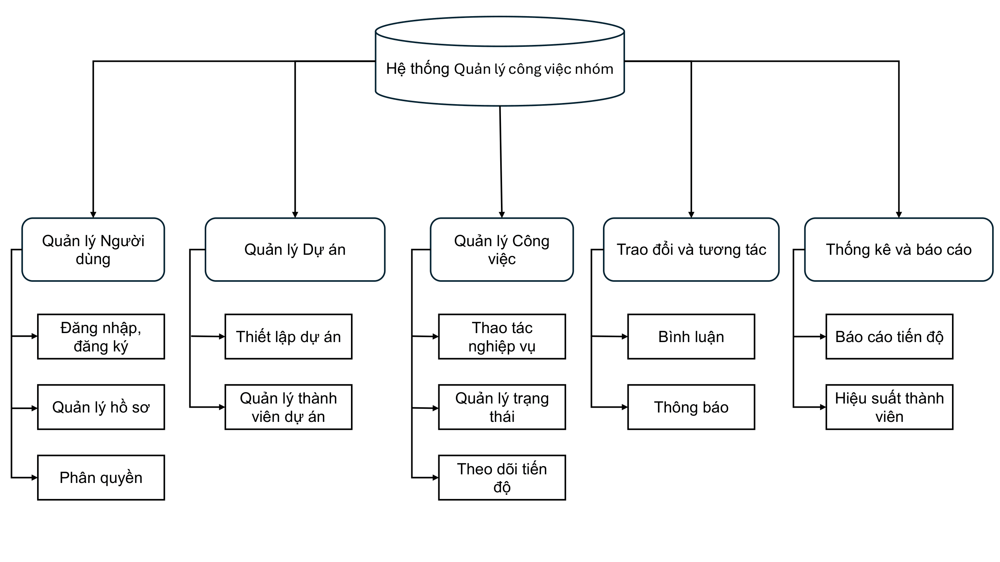 Hệ thống Quản lý công việc nhóm
Quản lý Người
dùng
Quản lý Dự án
Quản lý Công
việc
Trao đổi và tương tác
Thống kê và báo cáo
Đăng nhập,
đăng ký
Thiết lập dự án
Thao tác
nghiệp vụ
Bình luận
Báo cáo tiến độ
Quản lý hồ sơ
Quản lý thành
viên dự án
Quản lý trạng
thái
Thông báo
Hiệu suất thành
viên
Phân quyền
Theo dõi tiến
độ